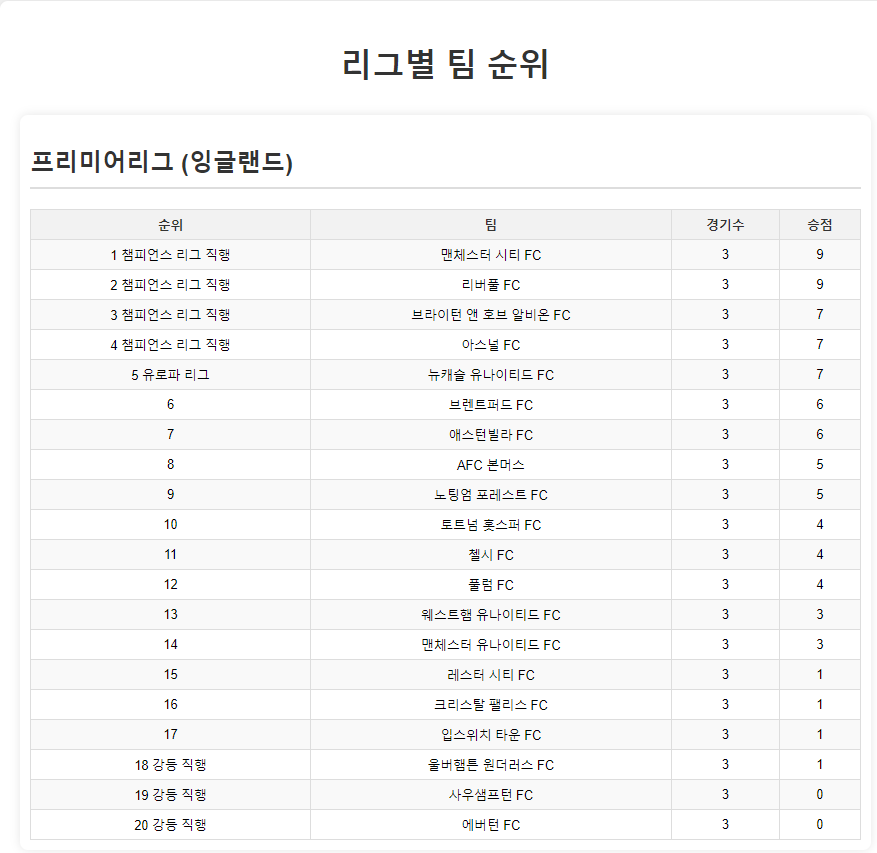 리그별 팀 순위
프리미어리그 (잉글랜드)
순위 팀 경기수 승점
1 챔피언스 리그 직행 맨체스터 시티 FC 3 9
2 챔피언스 리그 직행 리버풀 FC 3 9
3 챔피언스 리그 직행 브라이턴 앤 호브 알비온 FC 3 7
4 챔피언스 리그 직행 아스널 FC 3 7
5 유로파 리그 뉴캐슬 유나이티드 FC 3 7
6 브렌트퍼드 FC 3 6
7 애스턴빌라 FC 3 6
8 AFC 본머스 3 5
9 노팅엄 포레스트 FC 3 5
10 토트넘 홋스퍼 FC 3 4
11 첼시 FC 3 4
12 풀럼 FC 3 4
13 웨스트햄 유나이티드 FC 3 3
14 맨체스터 유나이티드 FC 3 3
15 레스터 시티 FC 3 1
16 크리스탈 팰리스 FC 3 1
17 입스위치 타운 FC 3 1
18 강등 직행 울버햄튼 원더러스 FC 3 1
19 강등 직행 사우샘프턴 FC 3 0
20 강등 직행 에버턴 FC 3 0